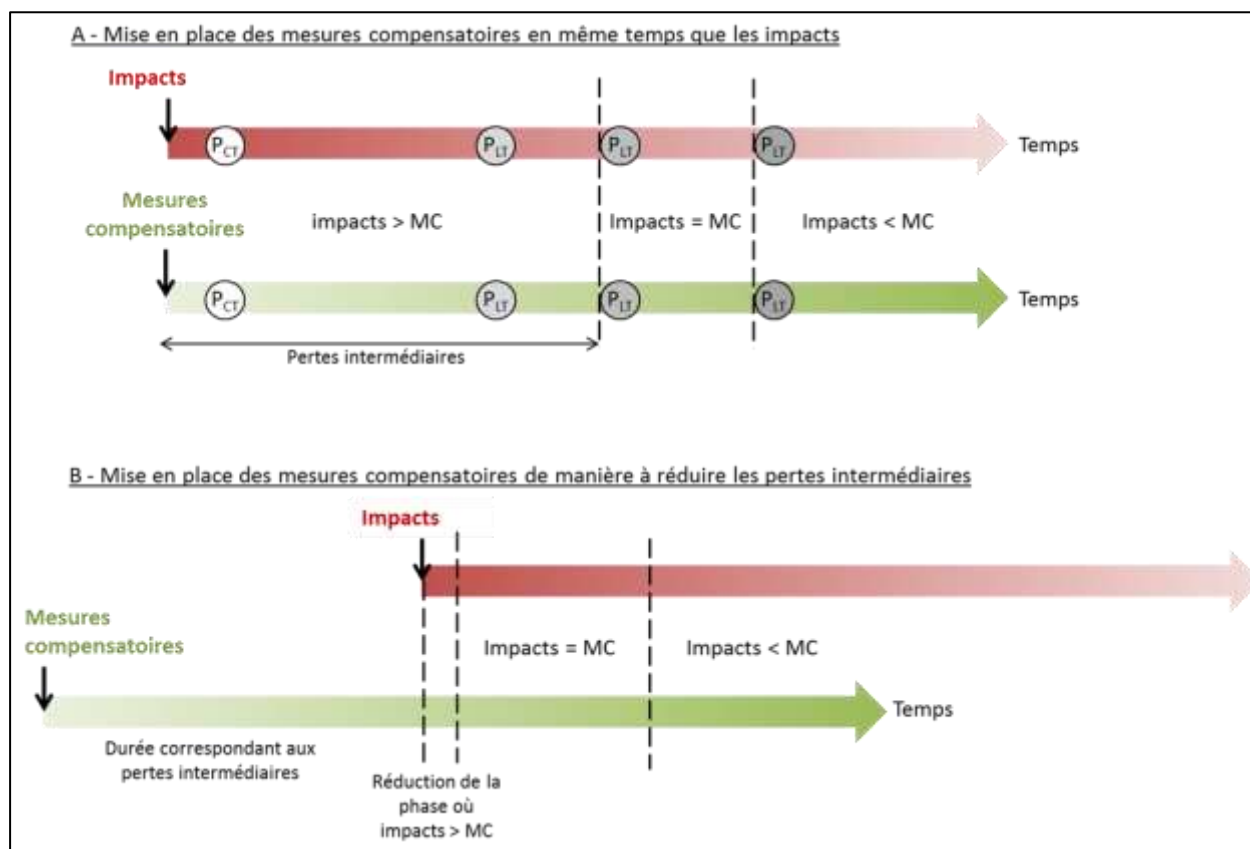 A - Mise en place des mesures compensatoires en même temps que les impacts
Impacts
PCT
PLT
PLT
PLT
Temps
Mesures
compensatoires
impacts > MC
Impacts = MC
Impacts < MC
PCT
PLT
PLT
PLT
Temps
Pertes intermédiaires
B - Mise en place des mesures compensatoires de manière à réduire les pertes intermédiaires
Impacts
Mesures
compensatoires
Impacts = MC
Impacts < MC
Temps
Durée correspondant aux
pertes intermédiaires
Réduction de la
phase où
impacts > MC